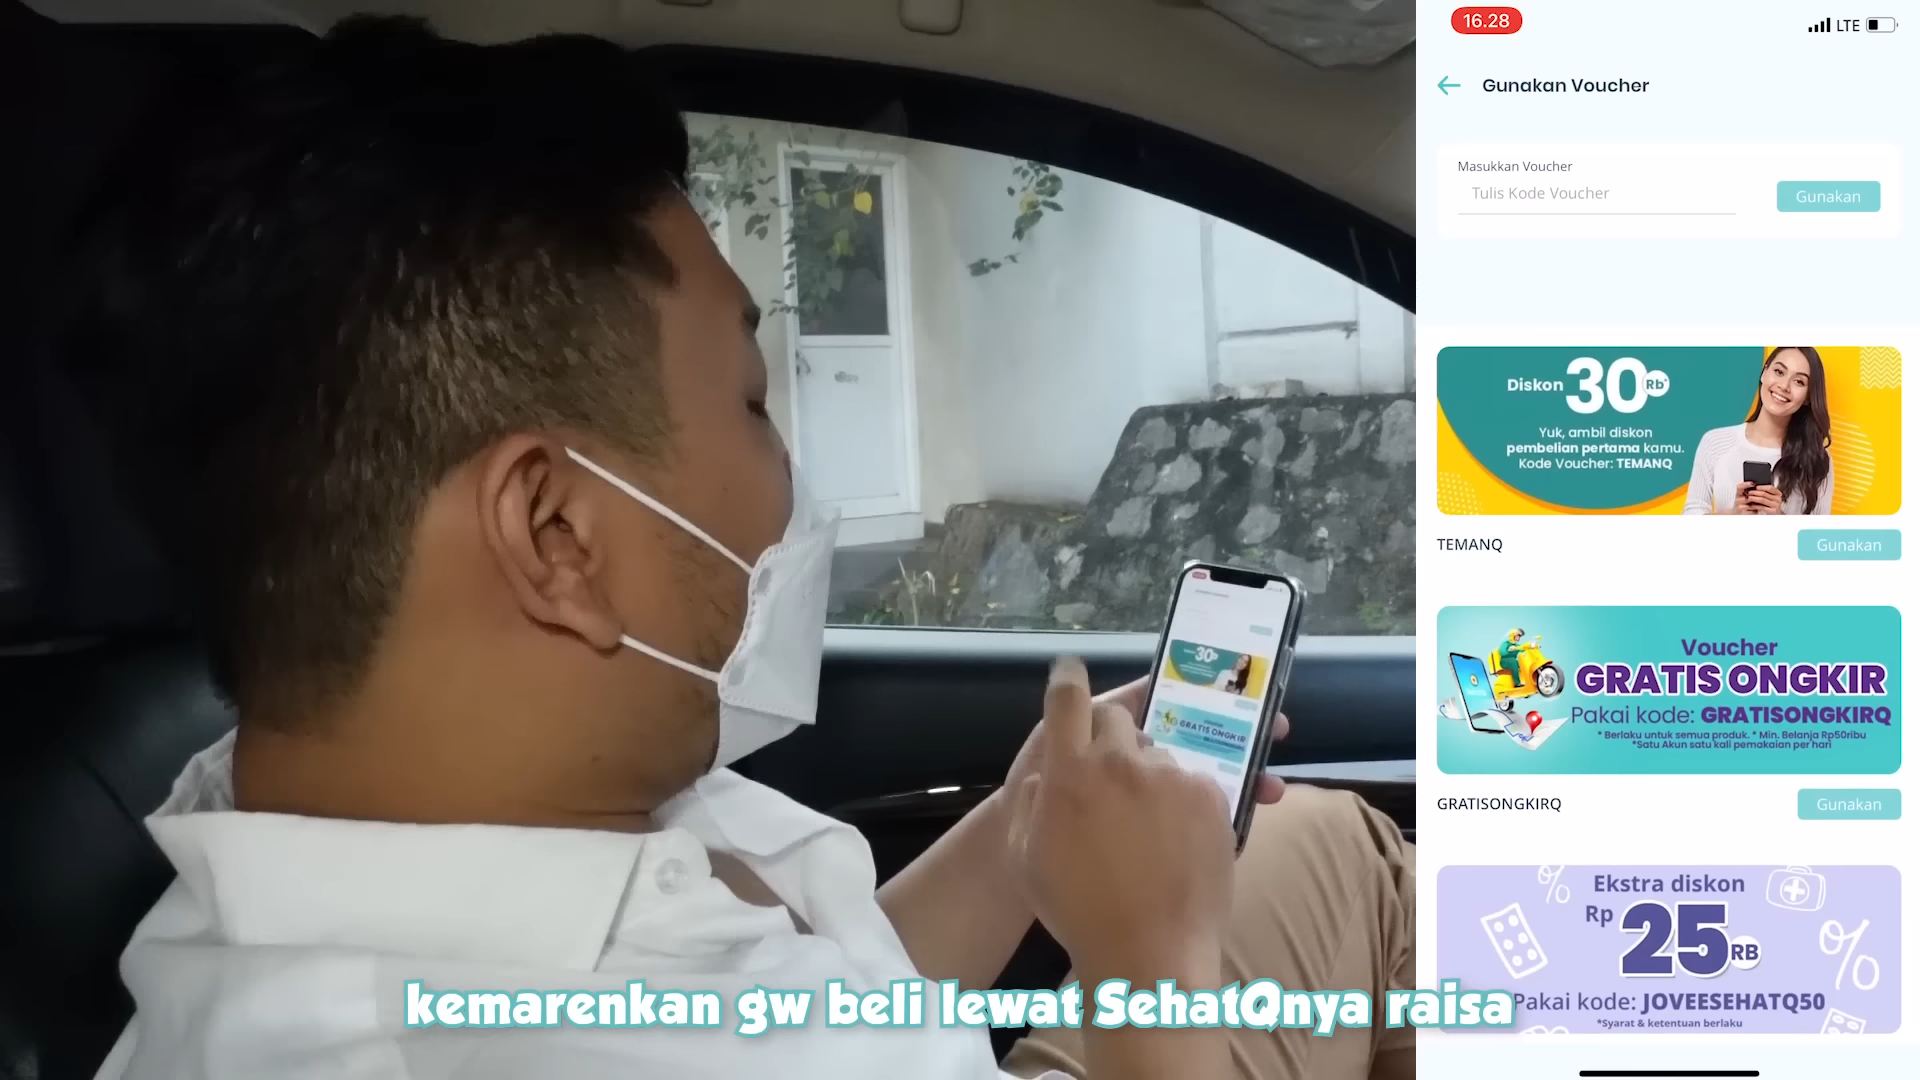 16.28
LTE
Gunakan Voucher
Masukkan Voucher
Tulis Kode Voucher
Gunakan
Diskon 30 Rb*
Yuk, ambil diskon
pembelian pertama kamu.
Kode Voucher: TEMANQ
TEMANQ
Gunakan
Voucher
GRATIS ONGKIR
Pakai kode: GRATISONGKIRQ
* Berlaku untuk semua produk. * Min. Belanja Rp50ribu
*Satu Akun satu kali pemakaian per hari
GRATISONGKIRQ
Gunakan
Ekstra diskon
Rp 25 RB
Pakai kode: JOVEESEHATQ50
*Syarat & ketentuan berlaku
kemarenkan gw beli lewat SehatQnya raisa
30
GRATIS ONGKIR